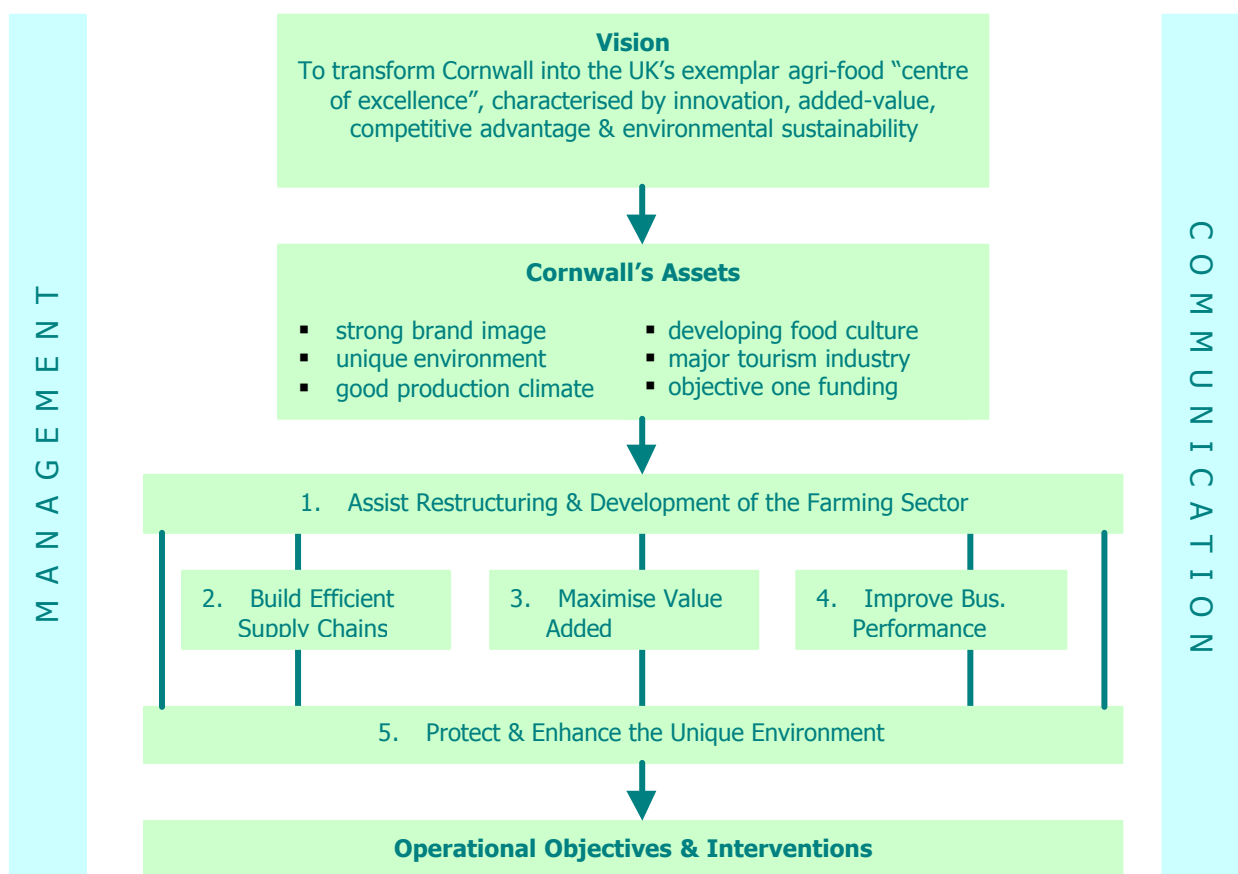 Vision
To transform Cornwall into the UK's exemplar agri-food “centre
of excellence”, characterised by innovation, added-value,
competitive advantage & environmental sustainability
Cornwall's Assets
▪ strong brand image
▪ unique environment
▪ good production climate
▪ developing food culture
▪ major tourism industry
▪ objective one funding
1. Assist Restructuring & Development of the Farming Sector
2. Build Efficient
Supply Chains
3. Maximise Value
Added
4. Improve Bus.
Performance
5. Protect & Enhance the Unique Environment
Operational Objectives & Interventions
MANAGEMENT
COMMUNICATION